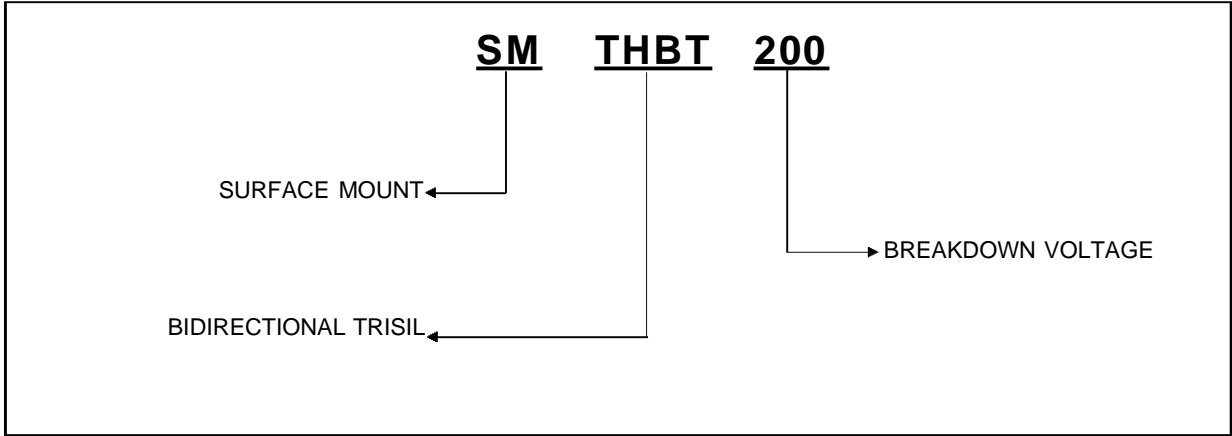 SM THBT 200
SURFACE MOUNT
BREAKDOWN VOLTAGE
BIDIRECTIONAL TRISIL